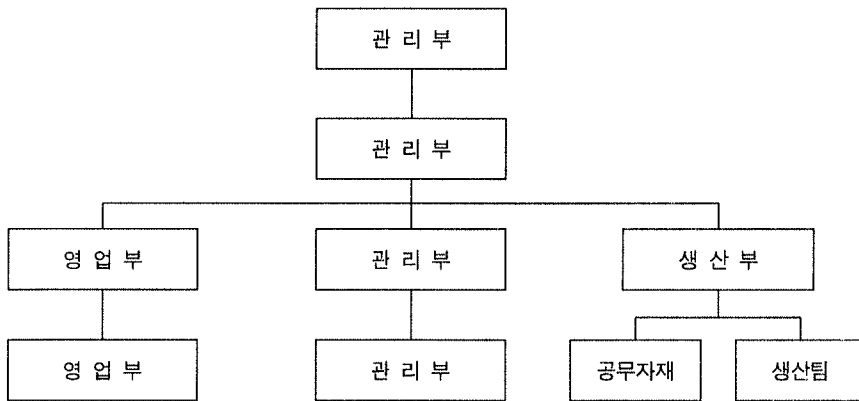 관 리 부
관 리 부
영 업 부
관 리 부
생 산 부
영 업 부
관 리 부
공무자재
생산팀